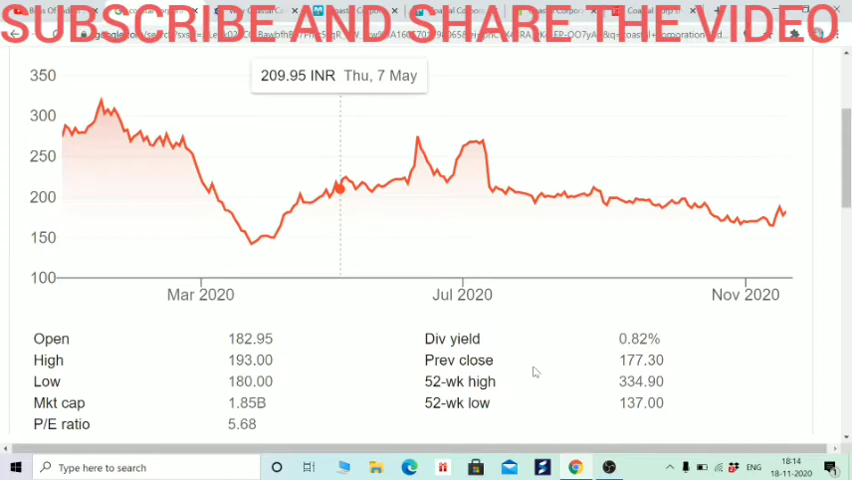 SUBSCRIBE AND SHARE THE VIDEO
350
209.95 INR Thu, 7 May
300
250
200
150
100
Mar 2020 Jul 2020 Nov 2020
Open 182.95 Div yield 0.82%
High 193.00 Prev close 177.30
Low 180.00 52-wk high 334.90
Mkt cap 1.85B 52-wk low 137.00
P/E ratio 5.68
Type here to search
ENG
18:14
18-11-2020